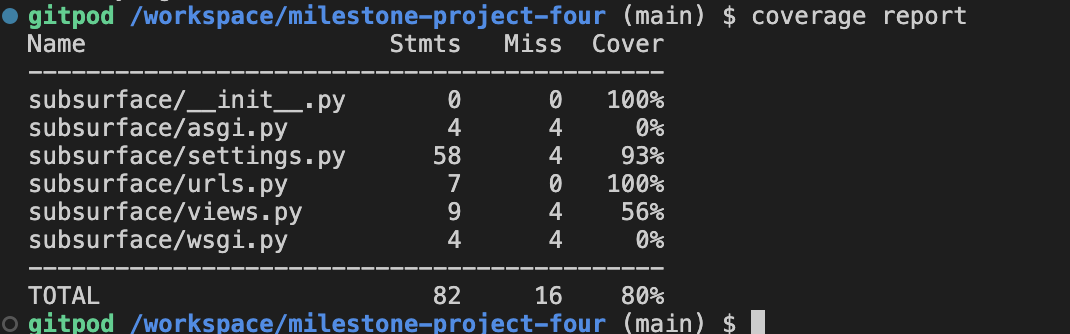 gitpod /workspace/milestone-project-four (main) $ coverage report
Name                     Stmts   Miss  Cover
--------------------------------------------
subsurface/__init__.py       0      0   100%
subsurface/asgi.py           4      4     0%
subsurface/settings.py      58      4    93%
subsurface/urls.py           7      0   100%
subsurface/views.py          9      4    56%
subsurface/wsgi.py           4      4     0%
--------------------------------------------
TOTAL                       82     16    80%
gitpod /workspace/milestone-project-four (main) $